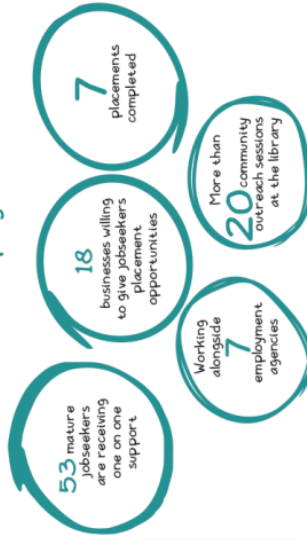 53 mature
jobseekers
are receiving
one on one
support
18
businesses willing
to give jobseekers
placement
opportunities
7
placements
completed
Working
alongside
7
employment
agencies
More than
20 community
outreach sessions
at the library